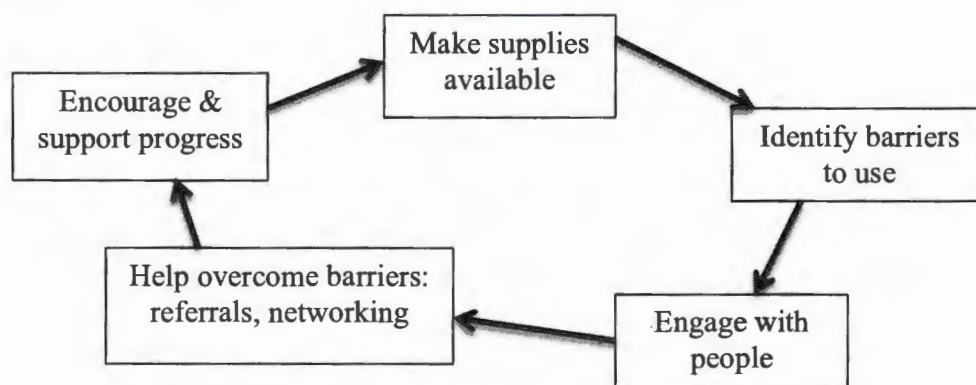 Make supplies
available
Identify barriers
to use
Engage with
people
Help overcome barriers:
referrals, networking
Encourage &
support progress